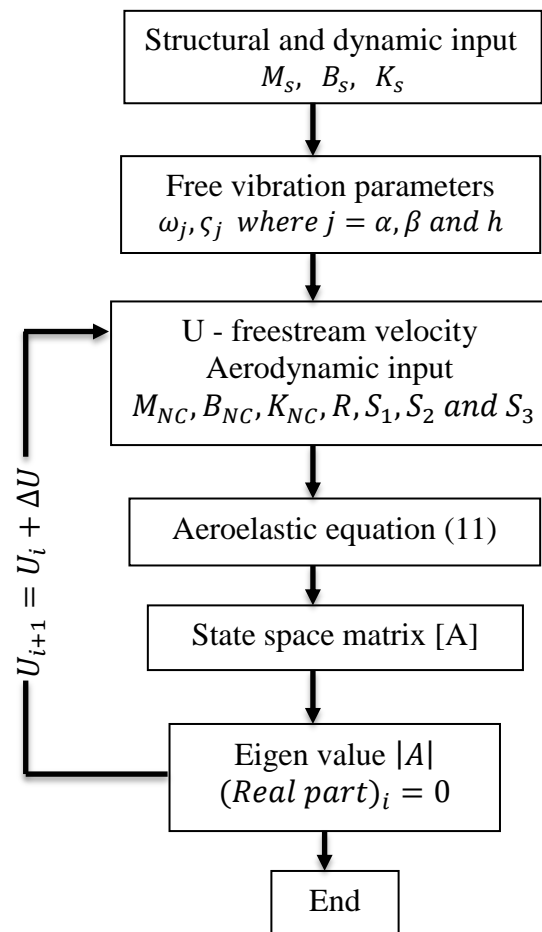 Structural and dynamic input
M_s, B_s, K_s
Free vibration parameters
ω_j, ς_j where j = α, β and h
U - freestream velocity
Aerodynamic input
M_NC, B_NC, K_NC, R, S_1, S_2 and S_3
Aeroelastic equation (11)
State space matrix [A]
Eigen value |A|
(Real part)_i = 0
U_{i+1} = U_i + ΔU
End